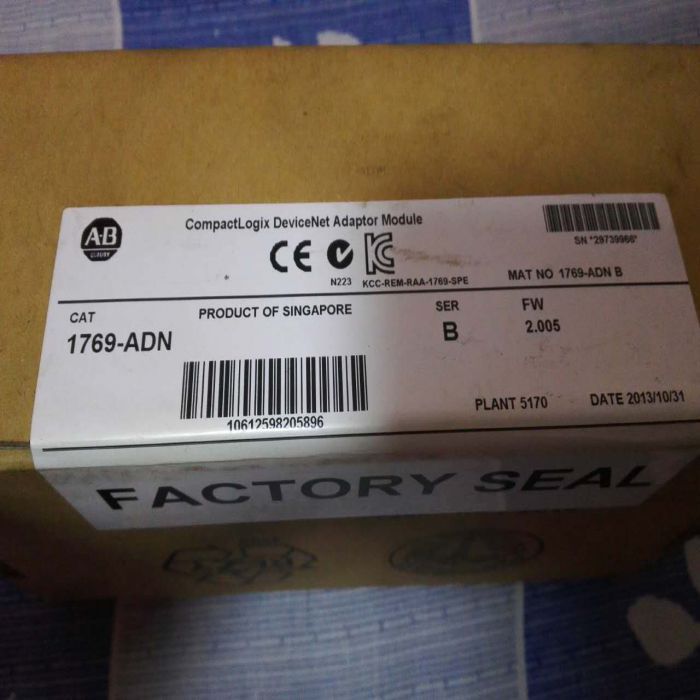 A·B
QUALITY
CompactLogix DeviceNet Adaptor Module
SN *29739966*
CE
N223
KCC-REM-RAA-1769-SPE
MAT NO 1769-ADN B
CAT
1769-ADN
PRODUCT OF SINGAPORE
SER
B
FW
2.005
10612598205896
PLANT 5170
DATE 2013/10/31
FACTORY SEAL